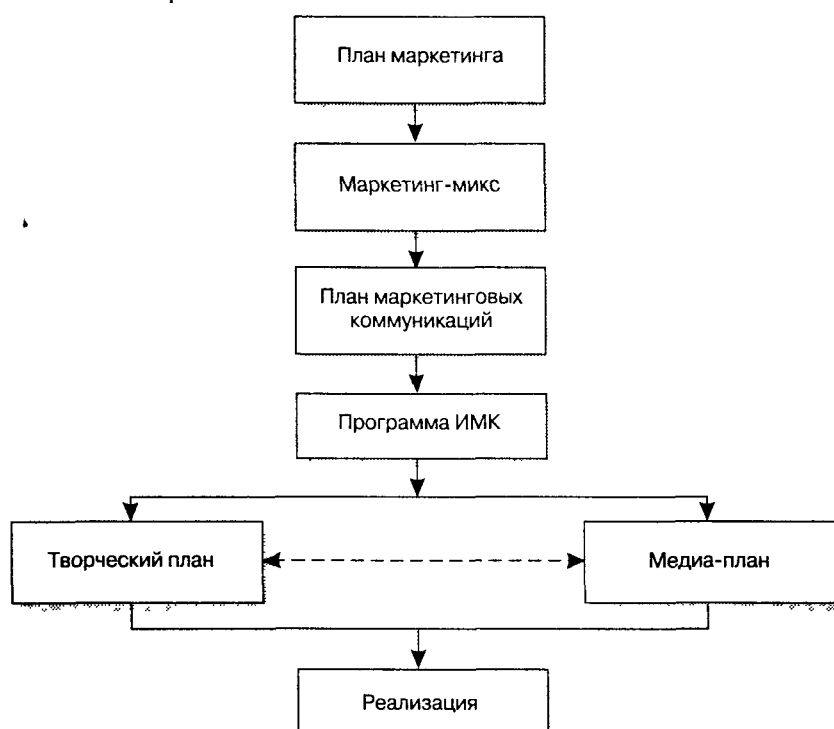 План маркетинга
Маркетинг-микс
План маркетинговых
коммуникаций
Программа ИМК
Творческий план
Медиа-план
Реализация